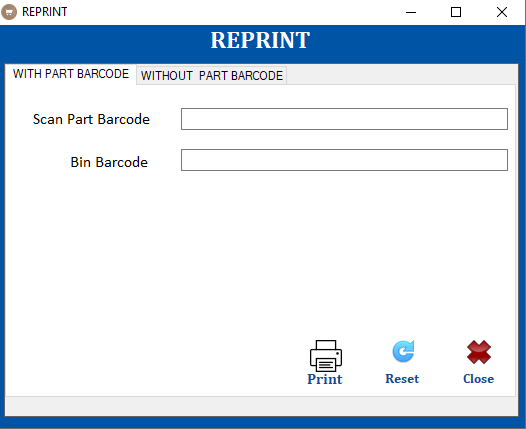 REPRINT
REPRINT
WITH PART BARCODE WITHOUT  PART BARCODE
Scan Part Barcode
Bin Barcode
Print Reset Close